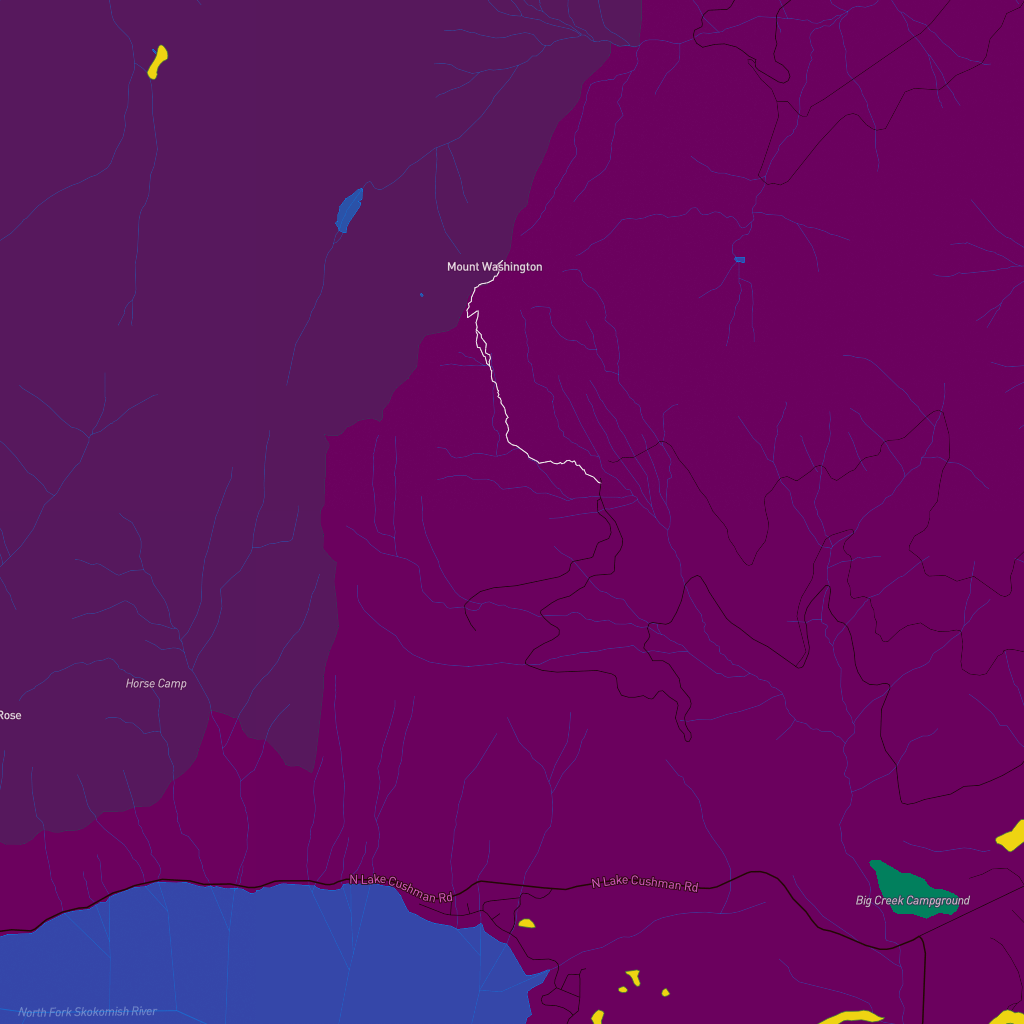 Mount Washington
Horse Camp
Rose
N Lake Cushman Rd
N Lake Cushman Rd
Big Creek Campground
North Fork Skokomish River